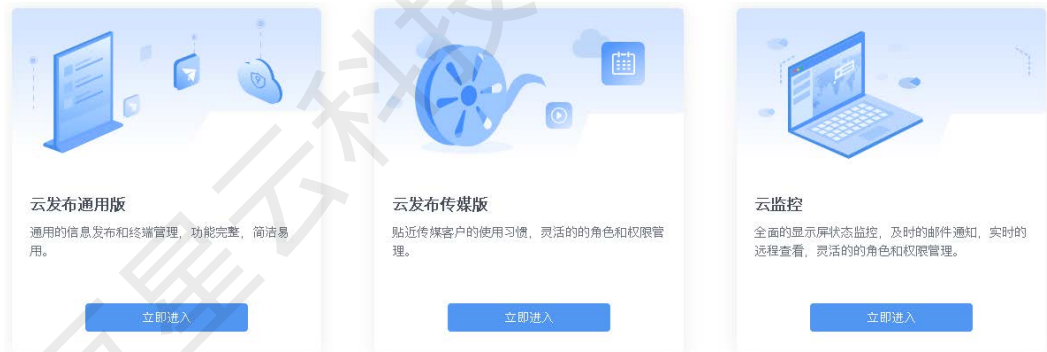 云发布通用版
通用的信息发布和终端管理，功能完整，简洁易
用。
立即进入
云发布传媒版
贴近传媒客户的使用习惯，灵活的的角色和权限管
理。
立即进入
云监控
全面的显示屏状态监控，及时的邮件通知，实时的
远程查看，灵活的的角色和权限管理。
立即进入
星云科技